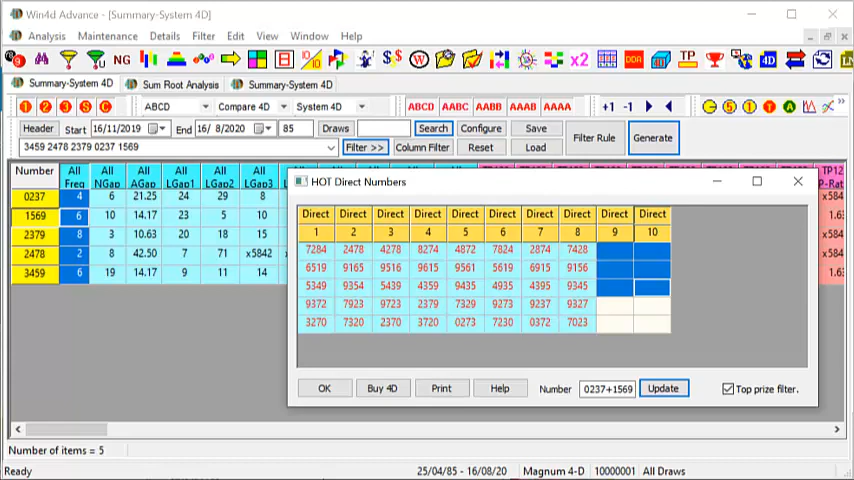 Win4d Advance - [Summary-System 4D]
Analysis Maintenance Details Filter Edit View Window Help
NG 10/10 $$ W DDA TP 4D x2
Summary-System 4D Sum Root Analysis Summary-System 4D
1 2 3 S C ABCD Compare 4D System 4D ABCD AABC AABB AAAB AAAA +1 -1
Header Start 16/11/2019 End 16/ 8/2020 85 Draws Search Configure Save Filter Rule Generate
3459 2478 2379 0237 1569 Filter >> Column Filter Reset Load
Number All Freq All NGap All AGap All LGap1 All LGap2 All LGap3 TP12 P-Rat
0237 4 6 21.25 24 29 8 x584
1569 6 10 14.17 23 5 10 1.63
2379 8 3 10.63 20 18 15
2478 2 8 42.50 7 71 x5842 x584
3459 6 19 14.17 9 11 14 1.63
HOT Direct Numbers
Direct Direct Direct Direct Direct Direct Direct Direct Direct Direct
1 2 3 4 5 6 7 8 9 10
7284 2478 4278 8274 4872 7824 2874 7428
6519 9165 9516 9615 9561 5619 6915 9156
5349 9354 5439 4359 9435 4935 4395 9345
9372 7923 9723 2379 7329 9273 9237 9327
3270 7320 2370 3720 0273 7230 0372 7023
OK Buy 4D Print Help Number 0237+1569 Update Top prize filter.
Number of items = 5
Ready 25/04/85 - 16/08/20 Magnum 4-D 10000001 All Draws